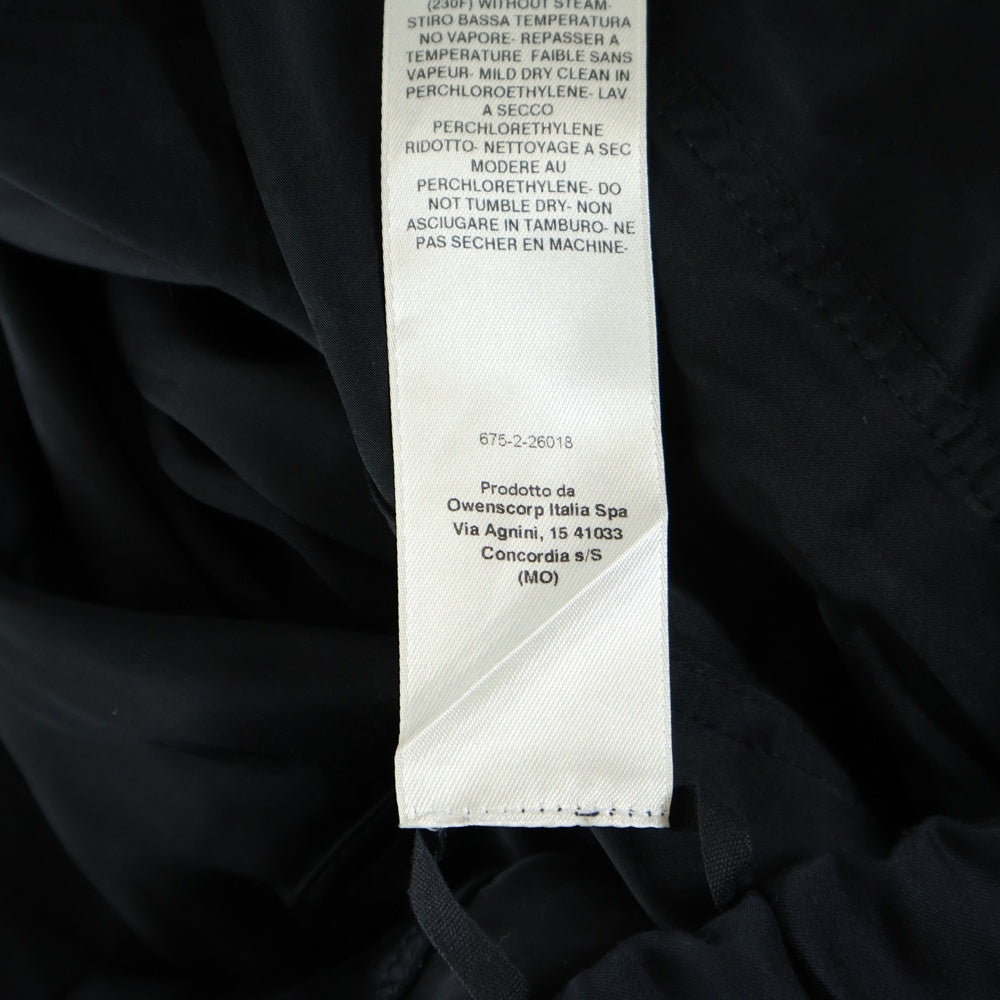 (230F) WITHOUT STEAM-
STIRO BASSA TEMPERATURA
NO VAPORE- REPASSER A
TEMPERATURE FAIBLE SANS
VAPEUR- MILD DRY CLEAN IN
PERCHLOROETHYLENE- LAV.
A SECCO
PERCHLORETHYLENE
RIDOTTO- NETTOYAGE A SEC
MODERE AU
PERCHLORETHYLENE- DO
NOT TUMBLE DRY- NON
ASCIUGARE IN TAMBURO- NE
PAS SECHER EN MACHINE-
675-2-26018
Prodotto da
Owenscorp Italia Spa
Via Agnini, 15 41033
Concordia s/S
(MO)